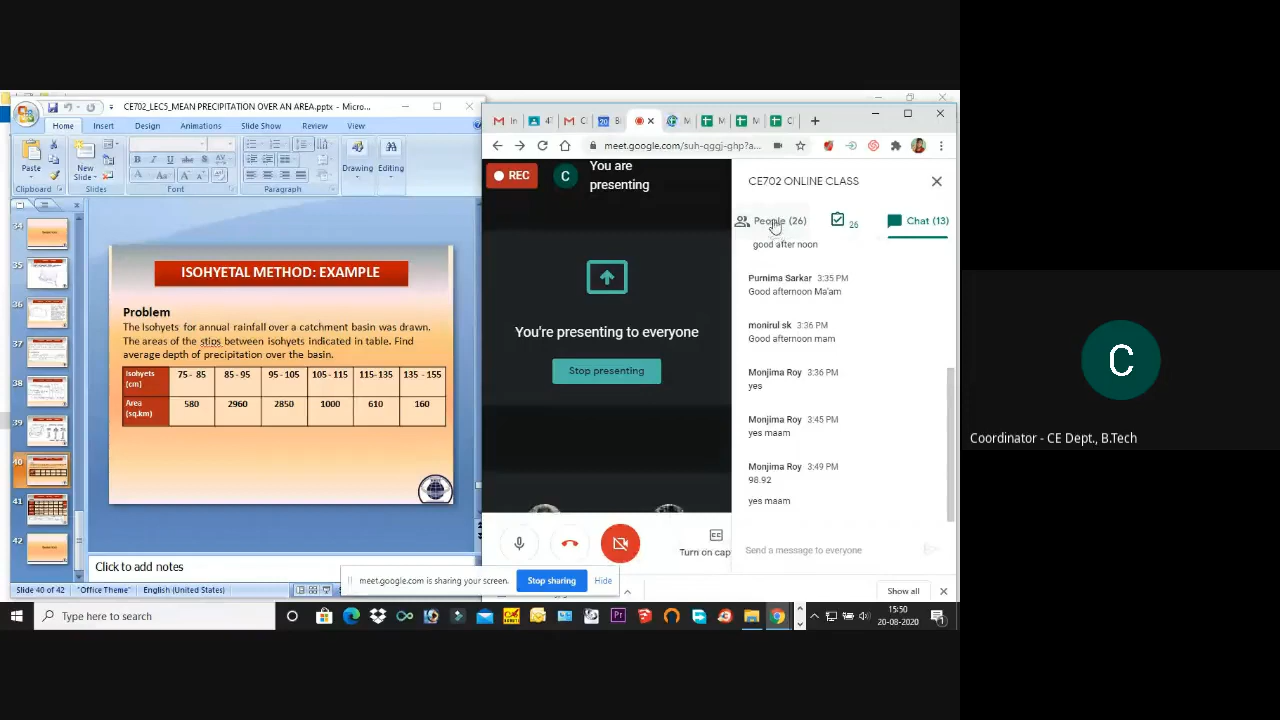 CE702_LEC5_MEAN PRECIPITATION OVER AN AREA.pptx - Micro...
Home Insert Design Animations Slide Show Review View
Paste
Clipboard
New
Slide
Slides
Font
Paragraph
Drawing
Editing
34
35
36
37
38
39
40
41
42
ISOHYETAL METHOD: EXAMPLE
Problem
The Isohyets for annual rainfall over a catchment basin was drawn.
The areas of the stips between isohyets indicated in table. Find
average depth of precipitation over the basin.
Isohyets (cm) 75 - 85 85 - 95 95 - 105 105 - 115 115-135 135 - 155
Area (sq.km) 580 2960 2850 1000 610 160
Click to add notes
Slide 40 of 42 "Office Theme" English (United States)
meet.google.com/suh-qggj-ghp?a...
REC
C
You are
presenting
You're presenting to everyone
Stop presenting
Turn on cap
CE702 ONLINE CLASS
People (26)
26
Chat (13)
good after noon
Purnima Sarkar 3:35 PM
Good afternoon Ma'am
monirul sk 3:36 PM
Good afternoon mam
Monjima Roy 3:36 PM
yes
Monjima Roy 3:45 PM
yes maam
Monjima Roy 3:49 PM
98.92
yes maam
Send a message to everyone
meet.google.com is sharing your screen.
Stop sharing
Hide
Show all
Type here to search
15:50
20-08-2020
C
Coordinator - CE Dept., B.Tech